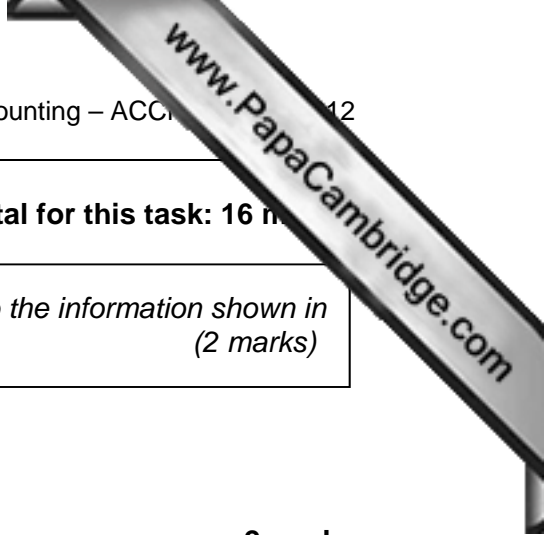 ounting – ACC 12
www.PapaCambridge.com
tal for this task: 16 m
the information shown in
(2 marks)